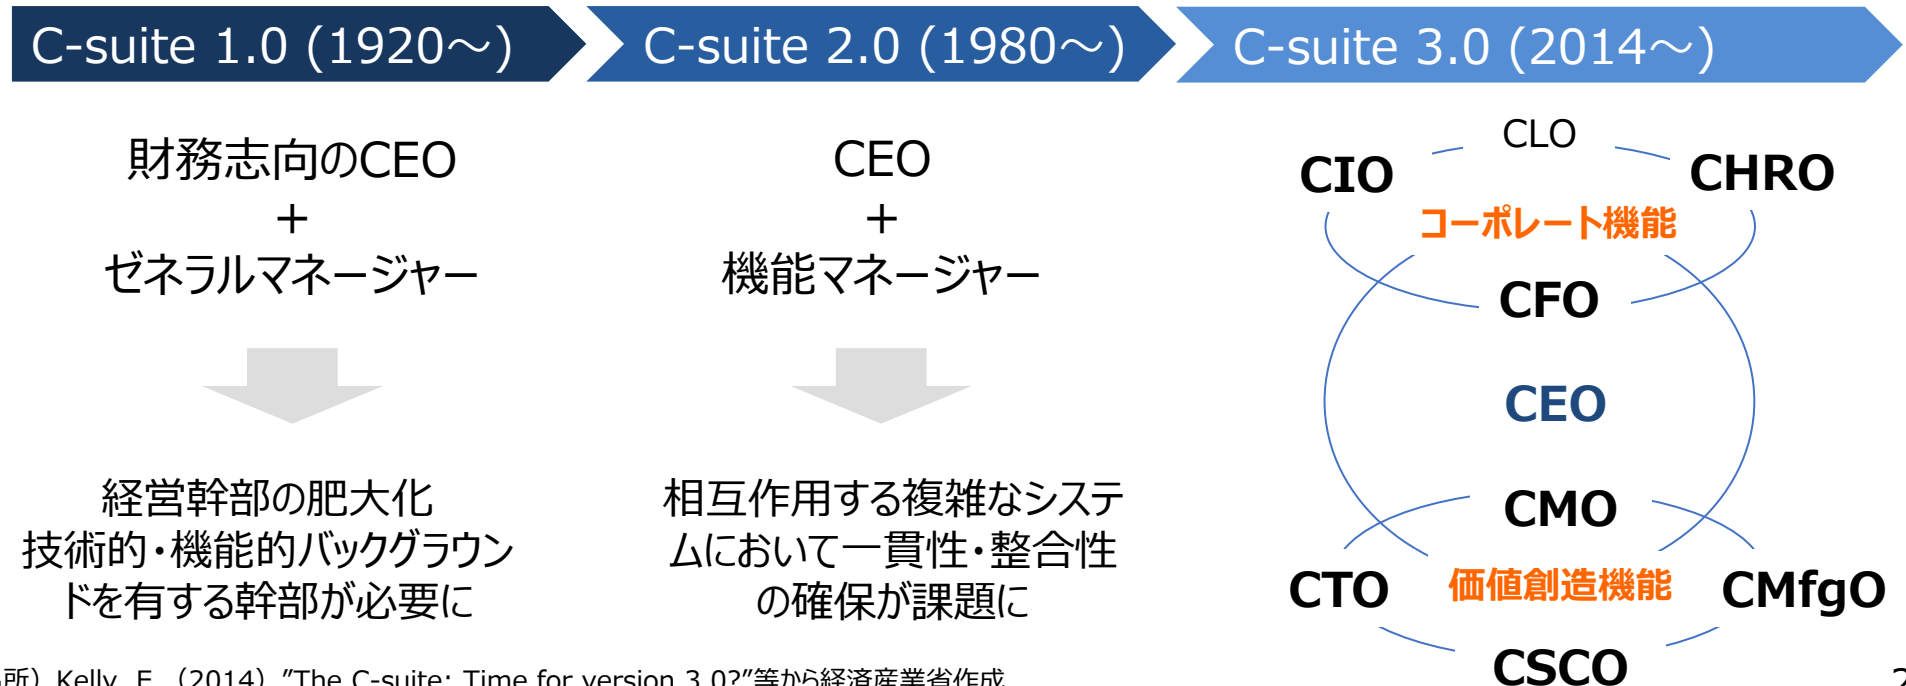 C-suite 1.0 (1920～)
C-suite 2.0 (1980～)
C-suite 3.0 (2014～)
財務志向のCEO
+
ゼネラルマネージャー
経営幹部の肥大化
技術的・機能的バックグラウン
ドを有する幹部が必要に
CEO
+
機能マネージャー
相互作用する複雑なシステ
ムにおいて一貫性・整合性
の確保が課題に
CLO
CIO
CHRO
コーポレート機能
CFO
CEO
CMO
CTO
価値創造機能
CMfgO
CSCO
所）Kelly, E.（2014）"The C-suite: Time for version 3.0?"等から経済産業省作成
2